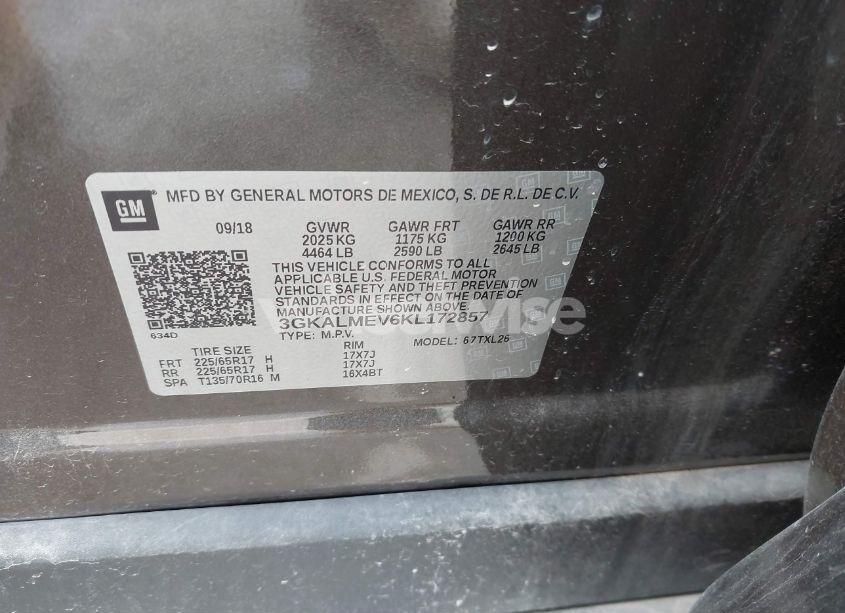 GM
MFD BY GENERAL MOTORS DE MEXICO, S. DE R.L. DE C.V.
09/18 GVWR GAWR FRT GAWR RR
2025 KG 1175 KG 1200 KG
4464 LB 2590 LB 2645 LB
THIS VEHICLE CONFORMS TO ALL
APPLICABLE U.S. FEDERAL MOTOR
VEHICLE SAFETY AND THEFT PREVENTION
STANDARDS IN EFFECT ON THE DATE OF
MANUFACTURE SHOWN ABOVE.
634D
3GKALMEV6KL172857
TYPE: M.P.V. MODEL: 67TXL26
TIRE SIZE RIM
FRT 225/65R17 H 17X7J
RR 225/65R17 H 17X7J
SPA T135/70R16 M 16X4BT